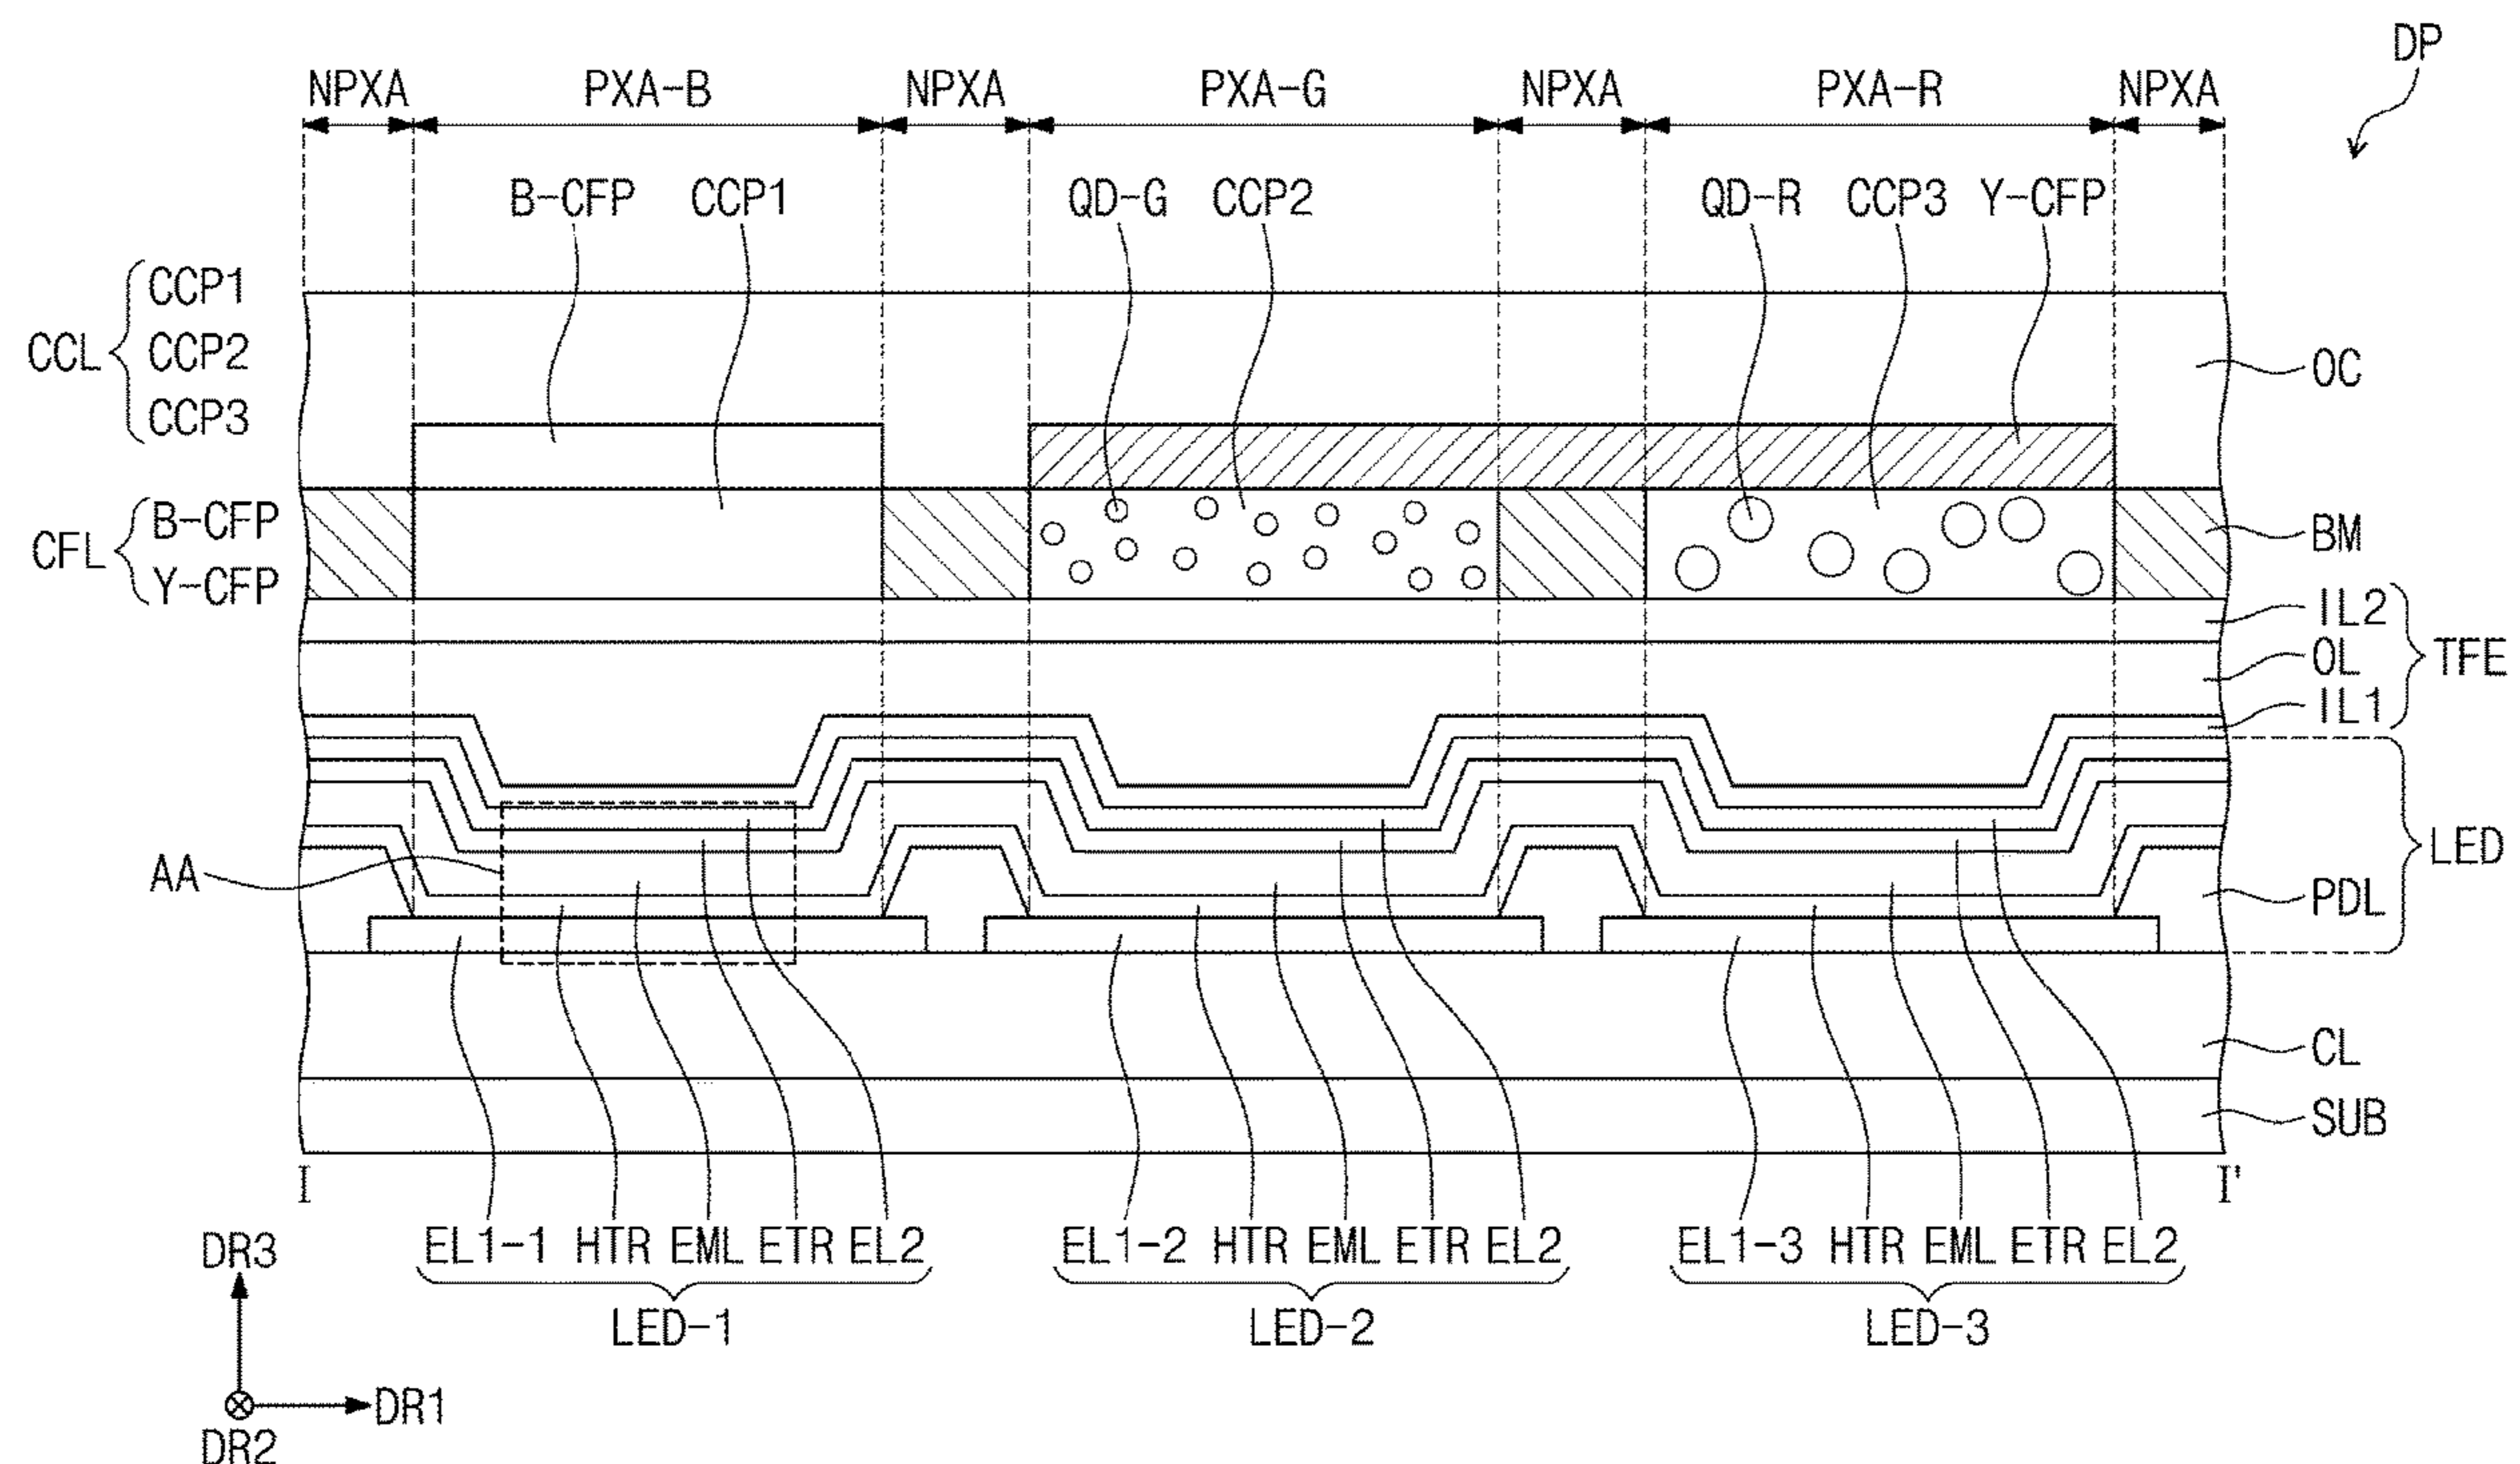 DP
NPXA PXA-B NPXA PXA-G NPXA PXA-R NPXA
B-CFP CCP1 QD-G CCP2 QD-R CCP3 Y-CFP
CCL CCP1
CCP2
CCP3
OC
CFL B-CFP
Y-CFP
BM
IL2
OL
IL1
TFE
AA
PDL
LED
CL
SUB
I I'
EL1-1 HTR EML ETR EL2 EL1-2 HTR EML ETR EL2 EL1-3 HTR EML ETR EL2
LED-1 LED-2 LED-3
DR3
DR1
DR2